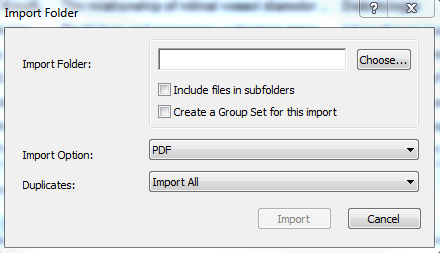 Import Folder
?
Import Folder:
Choose...
Include files in subfolders
Create a Group Set for this import
Import Option:
PDF
Duplicates:
Import All
Import
Cancel